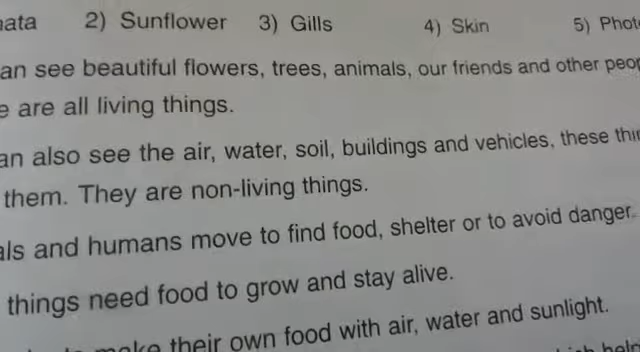 2) Sunflower 3) Gills 4) Skin 5)
see beautiful flowers, trees, animals, our friends and other
are all living things.
also see the air, water, soil, buildings and vehicles, these
them. They are non-living things.
and humans move to find food, shelter or to avoid danger.
things need food to grow and stay alive.
make their own food with air, water and sunlight.